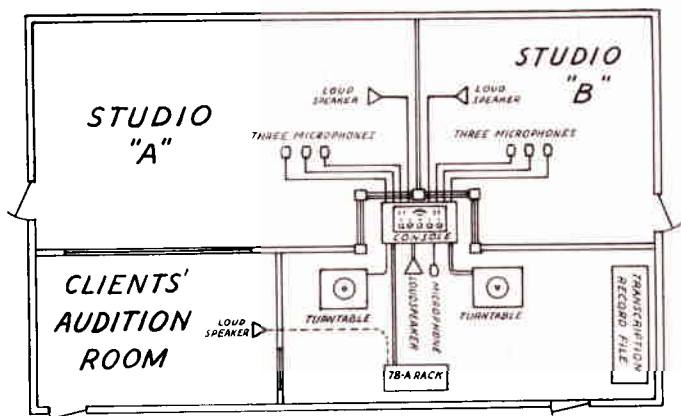 STUDIO
"A"
LOUD
SPEAKER
LOUD
SPEAKER
STUDIO
"B"
THREE MICROPHONES
THREE MICROPHONES
CONSOLE
CLIENTS'
AUDITION
ROOM
LOUD
SPEAKER
TURNTABLE
LOUDSPEAKER
MICROPHONE
TURNTABLE
TRANSCRIPTION
RECORD FILE
78-A RACK